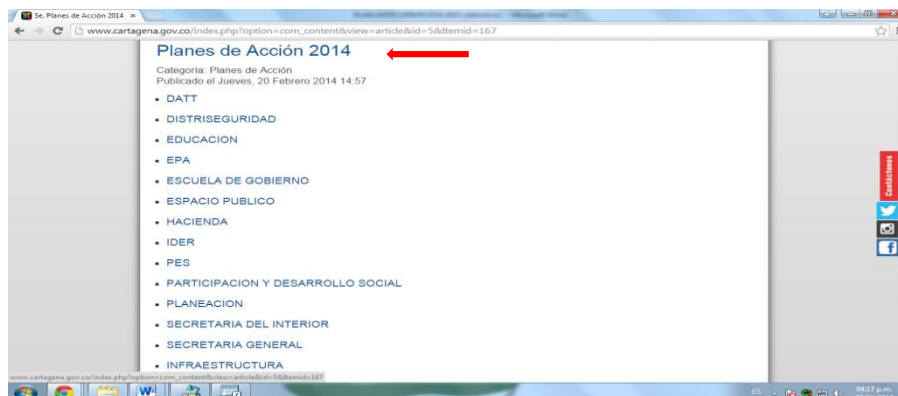 5e. Planes de Acción 2014
www.cartagena.gov.co/index.php?option=com_content&view=article&id=5&Itemid=167
Planes de Acción 2014
Categoría: Planes de Acción
Publicado el Jueves, 20 Febrero 2014 14:57
DATT
DISTRISEGURIDAD
EDUCACION
EPA
ESCUELA DE GOBIERNO
ESPACIO PUBLICO
HACIENDA
IDER
PES
PARTICIPACION Y DESARROLLO SOCIAL
PLANEACION
SECRETARIA DEL INTERIOR
SECRETARIA GENERAL
INFRAESTRUCTURA
Contáctenos
www.cartagena.gov.co/index.php?option=com_content&view=article&id=5&Itemid=167
ES
04:17 p.m.